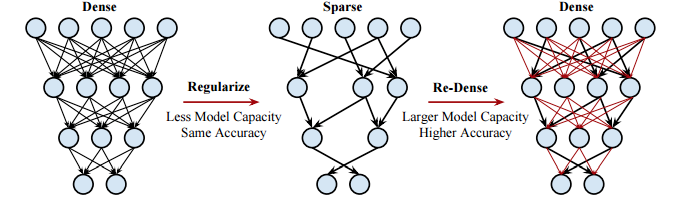 Dense
Sparse
Dense
Regularize
Less Model Capacity
Same Accuracy
Re-Dense
Larger Model Capacity
Higher Accuracy